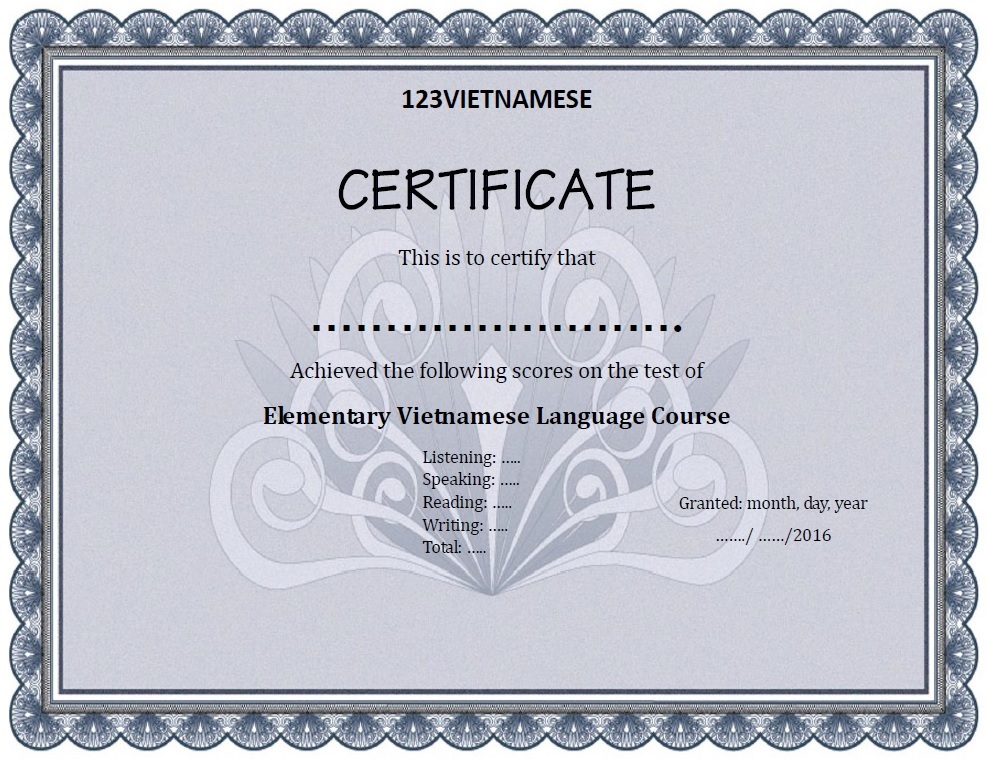 123VIETNAMESE
CERTIFICATE
This is to certify that
.........................
Achieved the following scores on the test of
Elementary Vietnamese Language Course
Listening: .....
Speaking: .....
Reading: .....
Writing: .....
Total: .....
Granted: month, day, year
......./ ....../2016